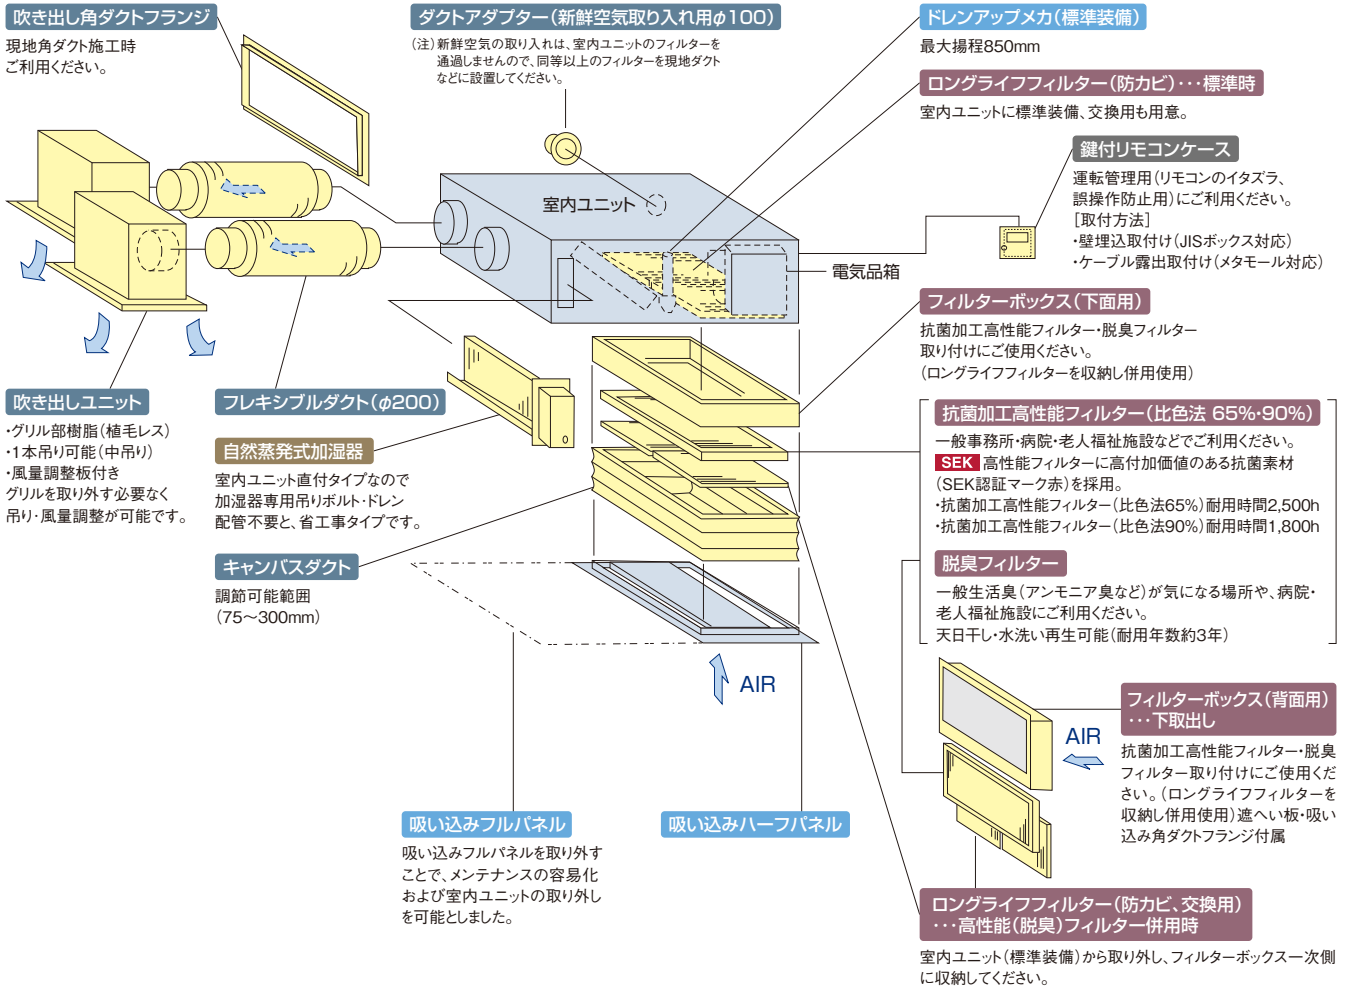 吹き出し角ダクトフランジ
現地角ダクト施工時
ご利用ください。
ダクトアダプター(新鮮空気取り入れ用φ100)
(注)新鮮空気の取り入れは、室内ユニットのフィルターを
通過しませんので、同等以上のフィルターを現地ダクト
などに設置してください。
ドレンアップメカ(標準装備)
最大揚程850mm
ロングライフフィルター(防カビ)･･･標準時
室内ユニットに標準装備、交換用も用意。
鍵付リモコンケース
運転管理用(リモコンのイタズラ、
誤操作防止用)にご利用ください。
[取付方法]
・壁埋込取付け(JISボックス対応)
・ケーブル露出取付け(メタモール対応)
室内ユニット
電気品箱
フィルターボックス(下面用)
抗菌加工高性能フィルター・脱臭フィルター
取り付けにご使用ください。
(ロングライフフィルターを収納し併用使用)
吹き出しユニット
・グリル部樹脂(植毛レス)
・1本吊り可能(中吊り)
・風量調整板付き
グリルを取り外す必要なく
吊り・風量調整が可能です。
フレキシブルダクト(φ200)
自然蒸発式加湿器
室内ユニット直付タイプなので
加湿器専用吊りボルト・ドレン
配管不要と、省工事タイプです。
キャンバスダクト
調節可能範囲
(75〜300mm)
抗菌加工高性能フィルター(比色法 65%・90%)
一般事務所・病院・老人福祉施設などでご利用ください。
SEK 高性能フィルターに高付加価値のある抗菌素材
(SEK認証マーク赤)を採用。
・抗菌加工高性能フィルター(比色法65%)耐用時間2,500h
・抗菌加工高性能フィルター(比色法90%)耐用時間1,800h
脱臭フィルター
一般生活臭(アンモニア臭など)が気になる場所や、病院・
老人福祉施設にご利用ください。
天日干し・水洗い再生可能(耐用年数約3年)
AIR
フィルターボックス(背面用)
･･･下取出し
AIR
抗菌加工高性能フィルター・脱臭
フィルター取り付けにご使用くだ
さい。(ロングライフフィルターを
収納し併用使用)遮へい板・吸い
込み角ダクトフランジ付属
吸い込みフルパネル
吸い込みフルパネルを取り外す
ことで、メンテナンスの容易化
および室内ユニットの取り外し
を可能としました。
吸い込みハーフパネル
ロングライフフィルター(防カビ、交換用)
･･･高性能(脱臭)フィルター併用時
室内ユニット(標準装備)から取り外し、フィルターボックス一次側
に収納してください。